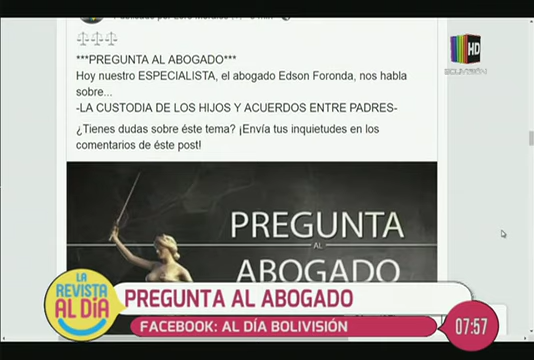 ***PREGUNTA AL ABOGADO***
Hoy nuestro ESPECIALISTA, el abogado Edson Foronda, nos habla
sobre...
-LA CUSTODIA DE LOS HIJOS Y ACUERDOS ENTRE PADRES-
¿Tienes dudas sobre éste tema? ¡Envía tus inquietudes en los
comentarios de éste post!
HD
BOLIVISIÓN
PREGUNTA
AL
ABOGADO
LA
REVISTA
AL DÍA
PREGUNTA AL ABOGADO
FACEBOOK: AL DÍA BOLIVISIÓN
07:57